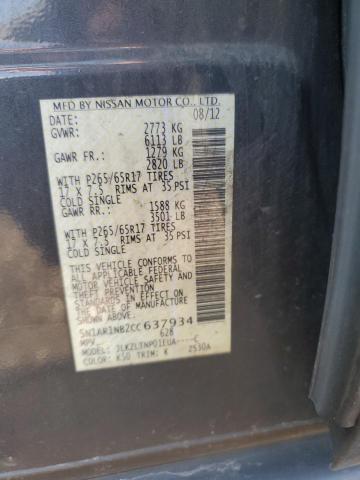 MFD BY NISSAN MOTOR CO., LTD.
DATE: 08/12
GVWR: 2773 KG
6113 LB
GAWR FR.: 1279 KG
2820 LB
WITH P265/65R17 TIRES
17 X 7.5 RIMS AT 35 PSI
COLD SINGLE
GAWR RR.: 1588 KG
3501 LB
WITH P265/65R17 TIRES
17 X 7.5 RIMS AT 35 PSI
COLD SINGLE
THIS VEHICLE CONFORMS TO
ALL APPLICABLE FEDERAL
MOTOR VEHICLE SAFETY
STANDARDS IN EFFECT ON
THE DATE OF MANUFACTURE
SHOWN ABOVE
5N1AR1NB2CC637934
MPV 628
MODEL: JLKZLTNP01EUA----C
COLOR: K50 TRIM: K 2530A